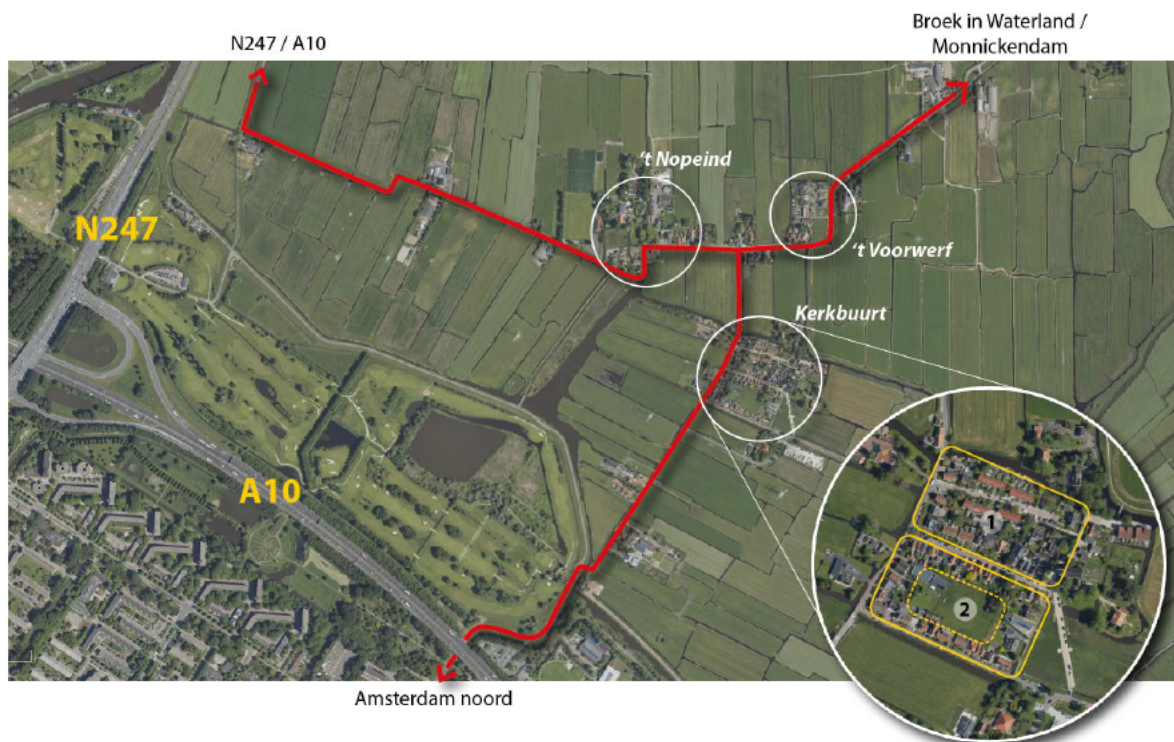 N247 / A10
Broek in Waterland /
Monnickendam
't Nopeind
N247
't Voorwerf
Kerkbuurt
A10
1
2
Amsterdam noord